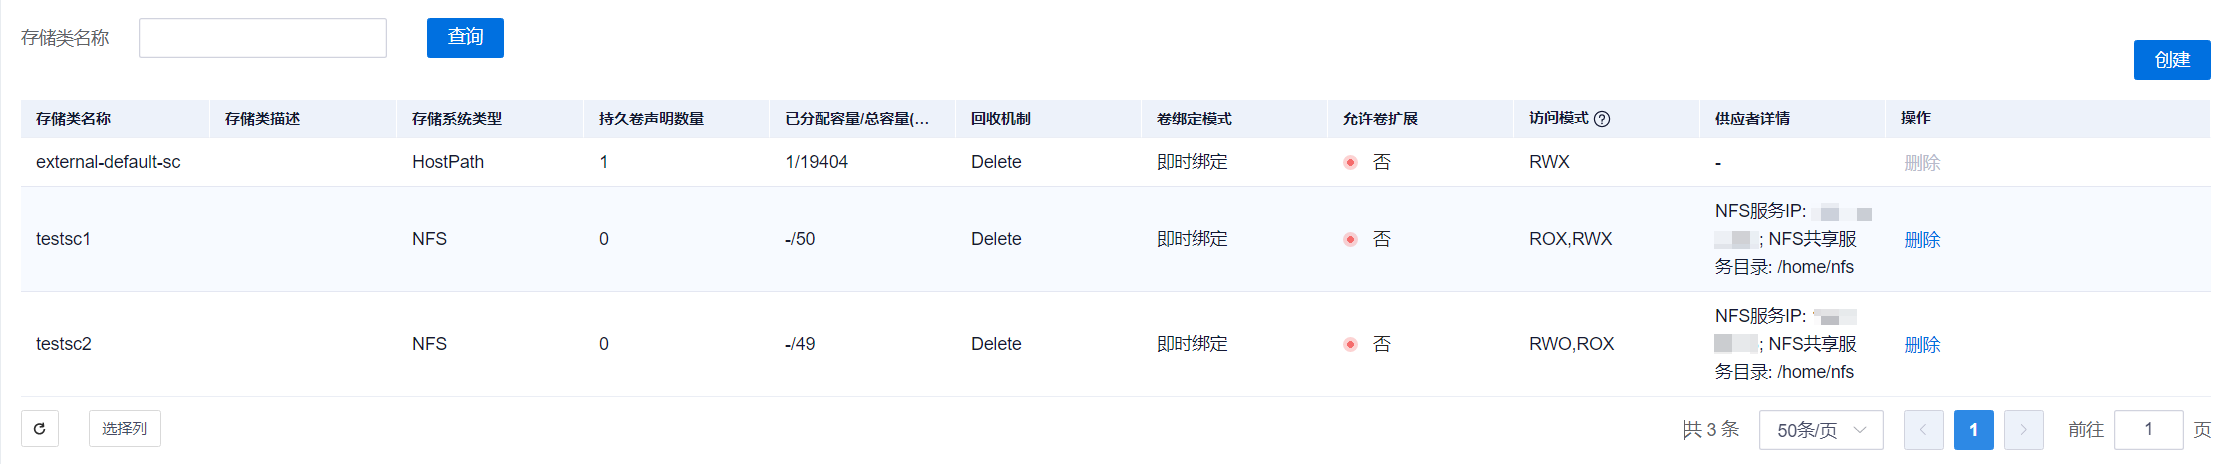 存储类名称
查询
创建
存储类名称 存储类描述 存储系统类型 持久卷声明数量 已分配容量/总容量(... 回收机制 卷绑定模式 允许卷扩展 访问模式 供应者详情 操作
external-default-sc HostPath 1 1/19404 Delete 即时绑定 否 RWX - 删除
testsc1 NFS 0 -/50 Delete 即时绑定 否 ROX,RWX NFS服务IP:
; NFS共享服
务目录: /home/nfs
删除
testsc2 NFS 0 -/49 Delete 即时绑定 否 RWO,ROX NFS服务IP:
; NFS共享服
务目录: /home/nfs
删除
选择列 共 3 条 50条/页 1 前往 1 页